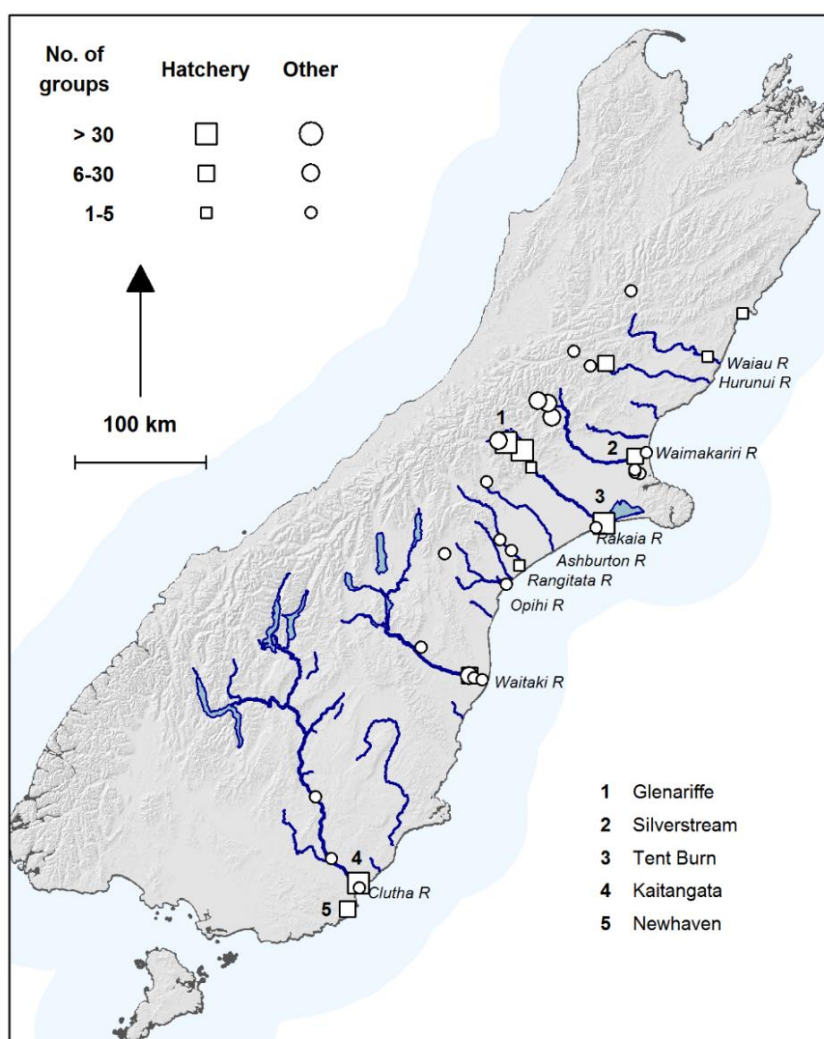 No. of
groups
Hatchery Other
> 30
6-30
1-5
100 km
Waiau R
Hurunui R
1
2
Waimakariri R
3
Rakaia R
Ashburton R
Rangitata R
Opihi R
Waitaki R
1 Glenariffe
2 Silverstream
3 Tent Burn
4 Kaitangata
5 Newhaven
4
Clutha R
5